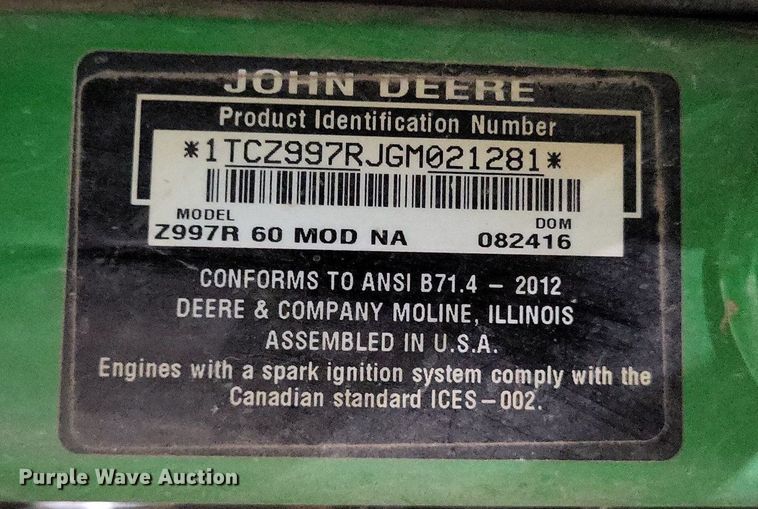 JOHN DEERE
Product Identification Number
*1TCZ997RJGM021281*
MODEL DOM
Z997R 60 MOD NA 082416
CONFORMS TO ANSI B71.4 – 2012
DEERE & COMPANY MOLINE, ILLINOIS
ASSEMBLED IN U.S.A.
Engines with a spark ignition system comply with the
Canadian standard ICES–002.
Purple Wave Auction